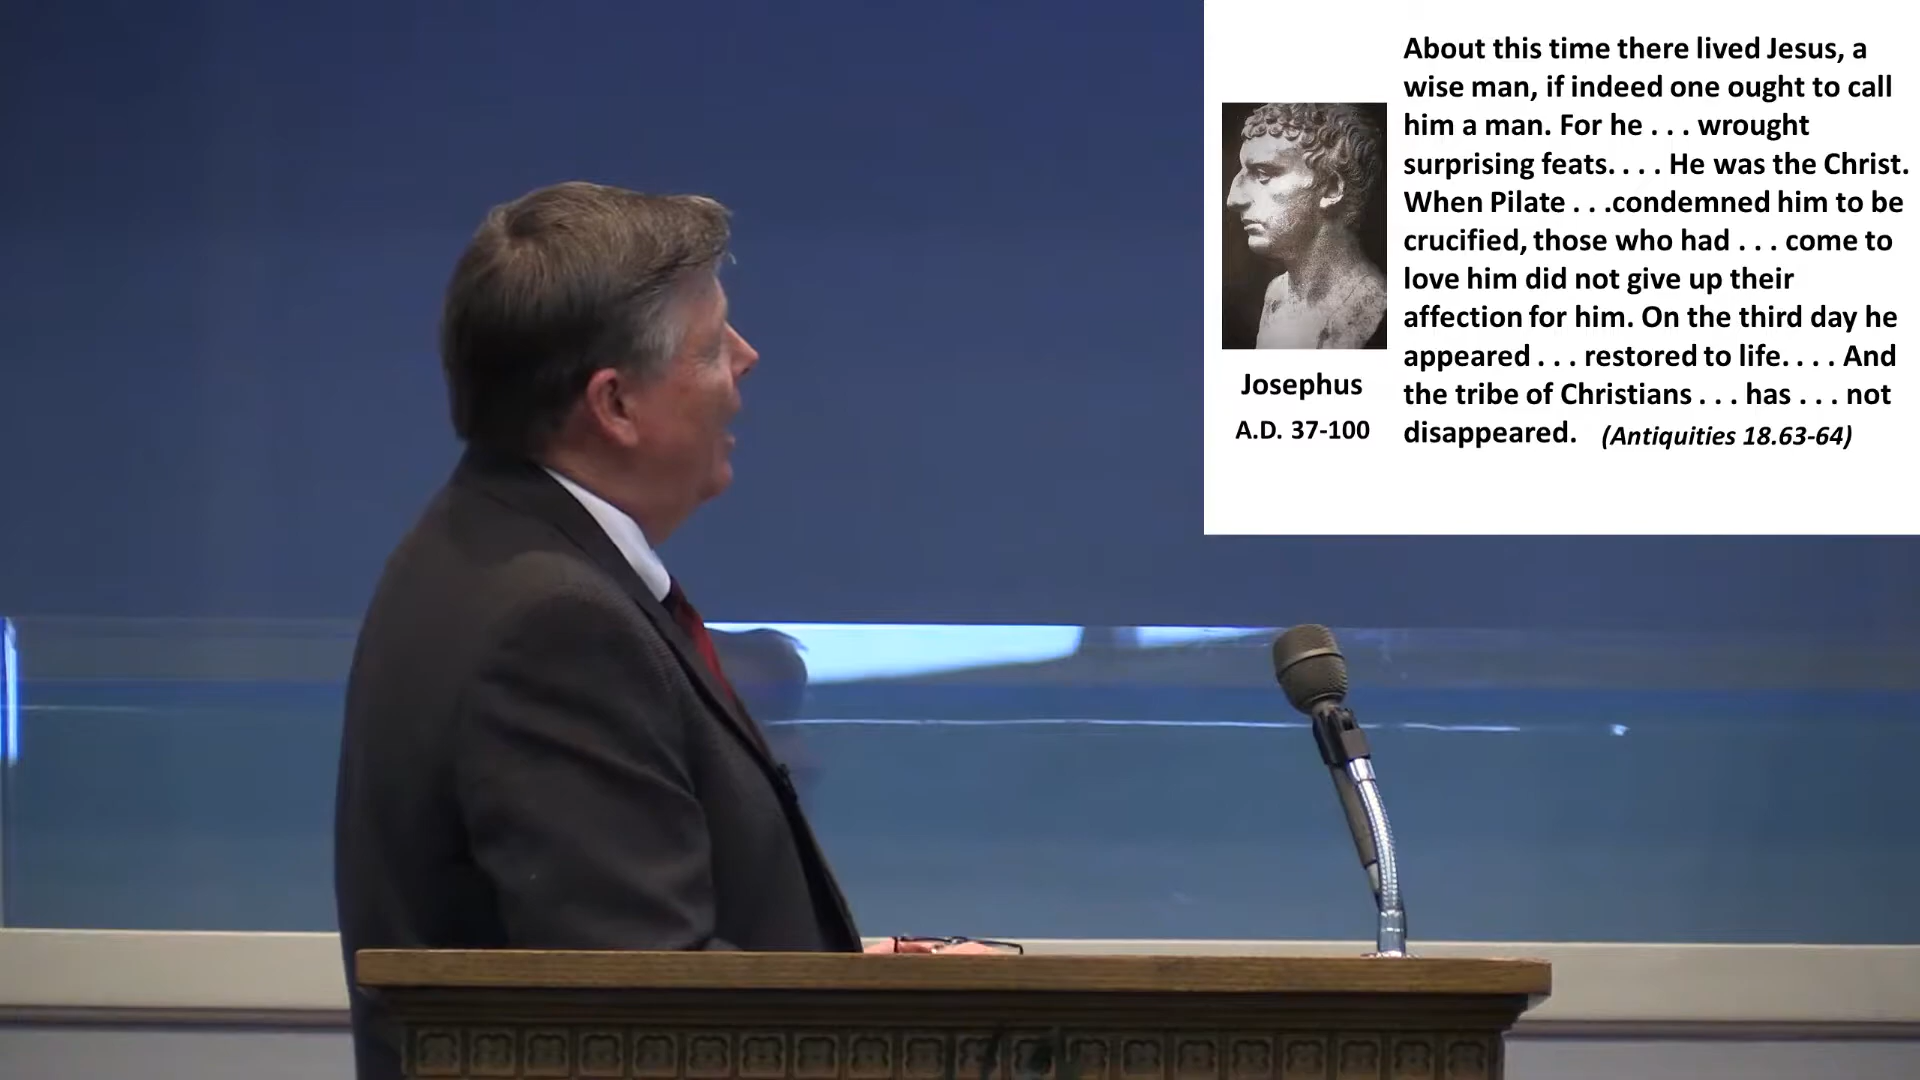 About this time there lived Jesus, a
wise man, if indeed one ought to call
him a man. For he . . . wrought
surprising feats. . . . He was the Christ.
When Pilate . . .condemned him to be
crucified, those who had . . . come to
love him did not give up their
affection for him. On the third day he
appeared . . . restored to life. . . . And
the tribe of Christians . . . has . . . not
disappeared. (Antiquities 18.63-64)
Josephus
A.D. 37-100